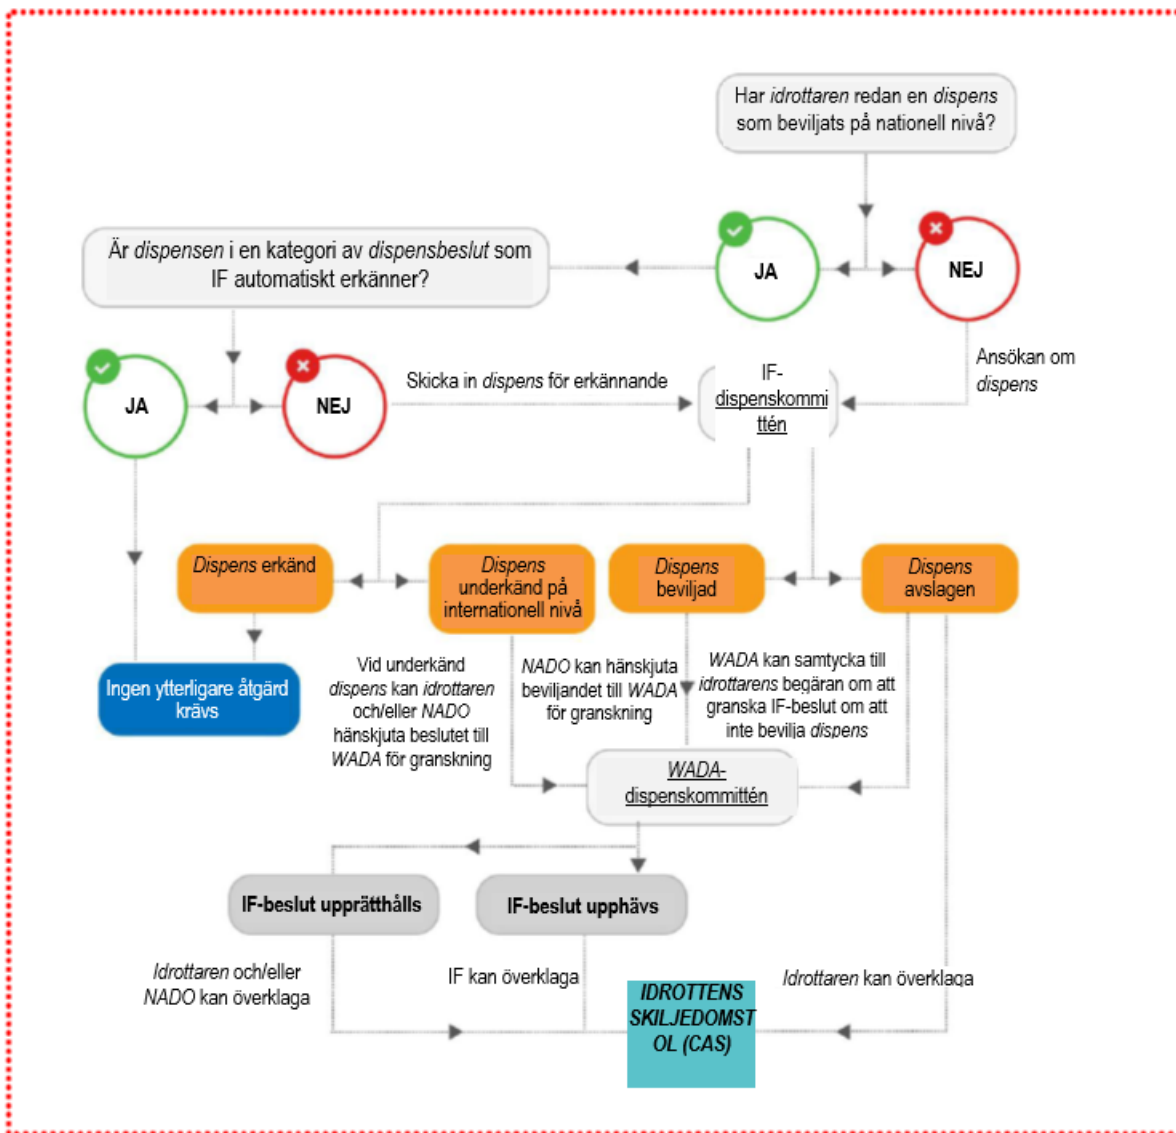 Har idrottaren redan en dispens
som beviljats på nationell nivå?
JA
NEJ
Är dispensen i en kategori av dispensbeslut som
IF automatiskt erkänner?
Ansökan om
dispens
JA
NEJ
Skicka in dispens för erkännande
IF-
dispenskommi
ttén
Dispens erkänd
Dispens
underkänd på
internationell nivå
Dispens
beviljad
Dispens
avslagen
Ingen ytterligare åtgärd
krävs
Vid underkänd
dispens kan idrottaren
och/eller NADO
hänskjuta beslutet till
WADA för granskning
NADO kan hänskjuta
beviljandet till WADA
för granskning
WADA kan samtycka till
idrottarens begäran om att
granska IF-beslut om att
inte bevilja dispens
WADA-
dispenskommittén
IF-beslut upprätthålls
IF-beslut upphävs
Idrottaren och/eller
NADO kan överklaga
IF kan överklaga
Idrottaren kan överklaga
IDROTTENS
SKILJEDOMST
OL (CAS)